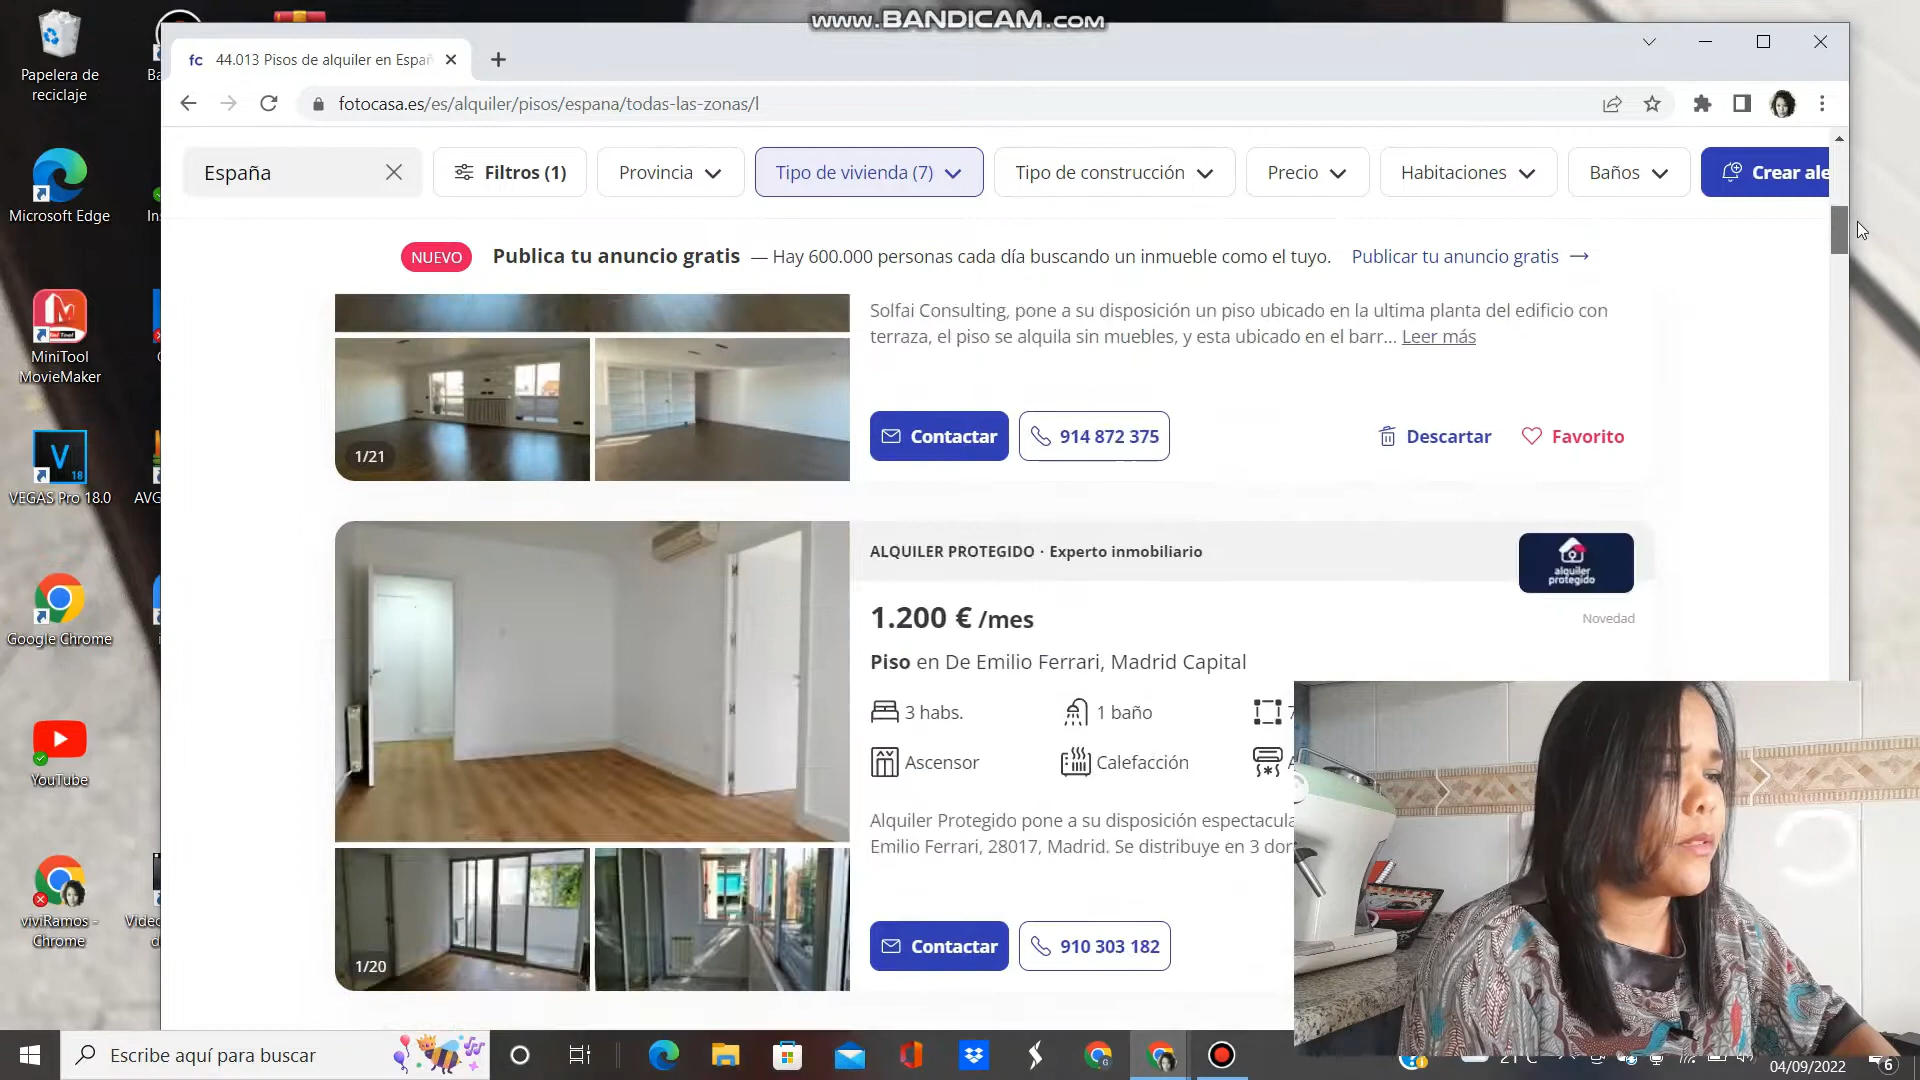 www.BANDICAM.com
Papelera de
reciclaje
Microsoft Edge
MiniTool
MovieMaker
VEGAS Pro 18.0
Google Chrome
YouTube
viviRamos -
Chrome
fc 44.013 Pisos de alquiler en Espa
fotocasa.es/es/alquiler/pisos/espana/todas-las-zonas/l
España
Filtros (1)
Provincia
Tipo de vivienda (7)
Tipo de construcción
Precio
Habitaciones
Baños
Crear ale
NUEVO Publica tu anuncio gratis — Hay 600.000 personas cada día buscando un inmueble como el tuyo. Publicar tu anuncio gratis →
Solfai Consulting, pone a su disposición un piso ubicado en la ultima planta del edificio con
terraza, el piso se alquila sin muebles, y esta ubicado en el barr... Leer más
1/21
Contactar
914 872 375
Descartar
Favorito
ALQUILER PROTEGIDO · Experto inmobiliario
alquiler
protegido
1.200 € /mes
Novedad
Piso en De Emilio Ferrari, Madrid Capital
3 habs.
1 baño
Ascensor
Calefacción
Alquiler Protegido pone a su disposición espectacula
Emilio Ferrari, 28017, Madrid. Se distribuye en 3 dor
1/20
Contactar
910 303 182
Escribe aquí para buscar
21°C
04/09/2022
6